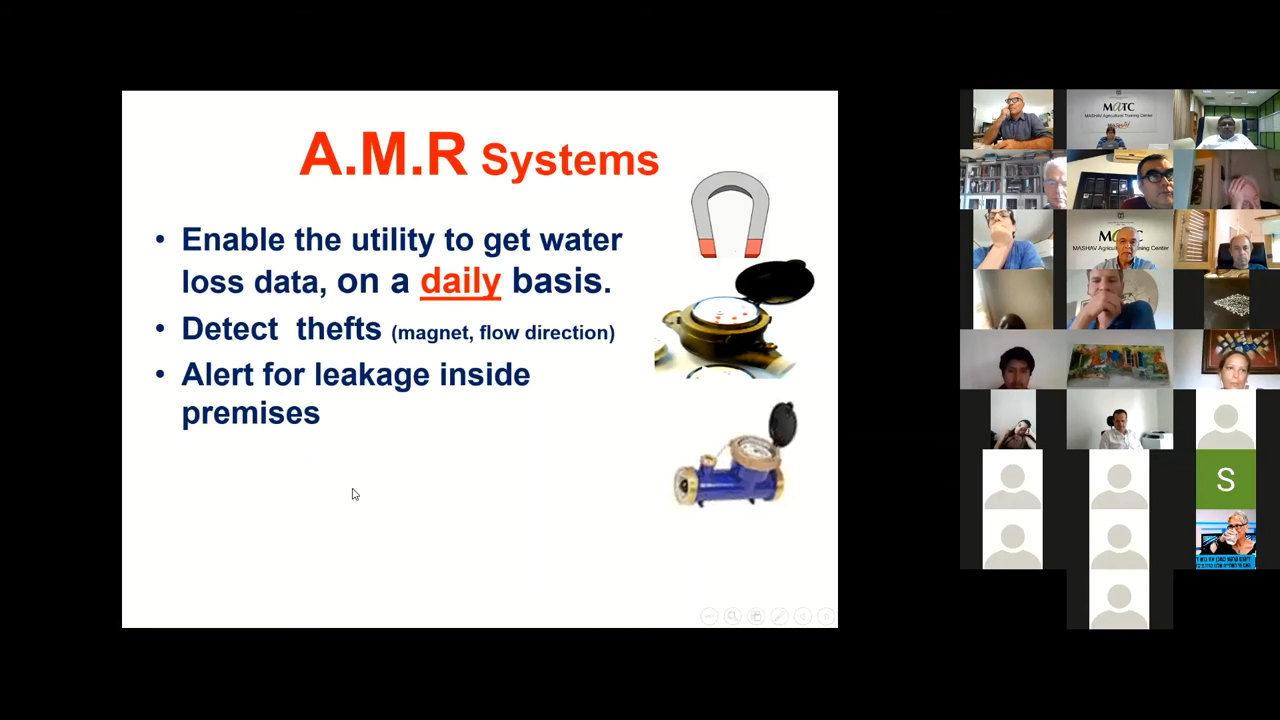 A.M.R Systems
• Enable the utility to get water
loss data, on a daily basis.
• Detect thefts (magnet, flow direction)
• Alert for leakage inside
premises
MATC
MASHAV Agricultural Training Center
MASHAV Agricultural Training Center
S